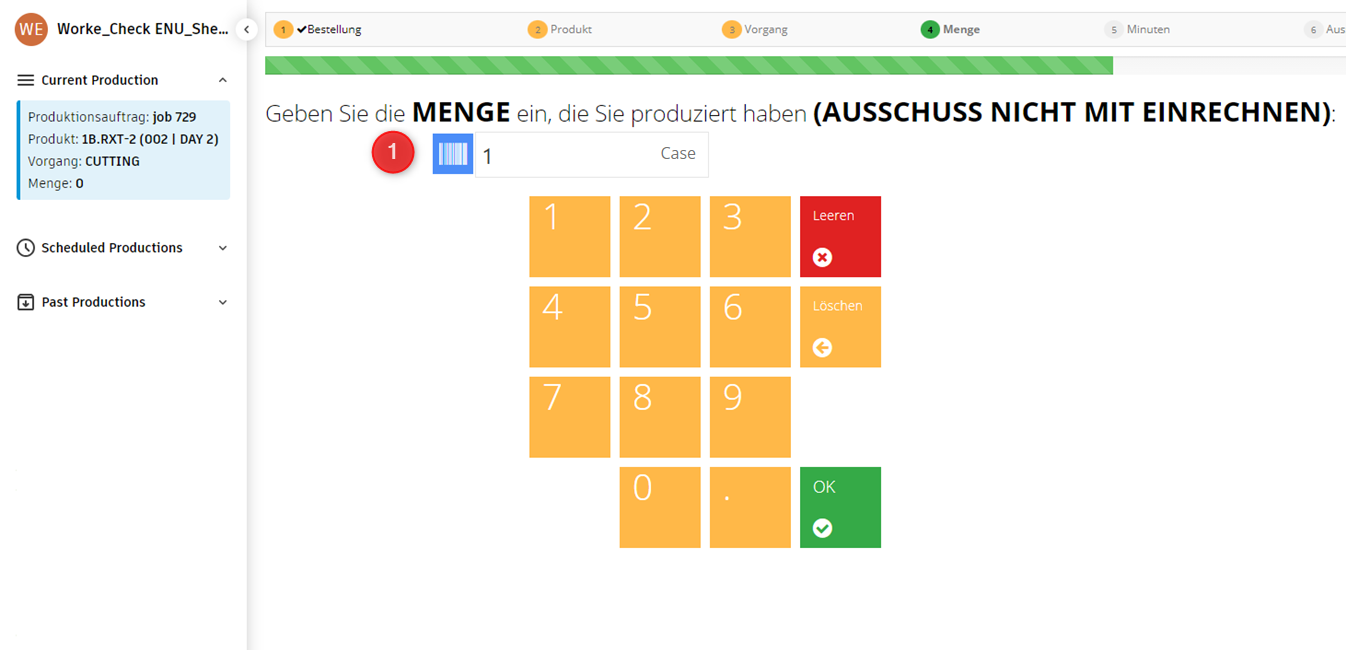 WE Worke_Check ENU_She...
Current Production
Produktionsauftrag: job 729
Produkt: 1B.RXT-2 (002 | DAY 2)
Vorgang: CUTTING
Menge: 0
Scheduled Productions
Past Productions
1 Bestellung 2 Produkt 3 Vorgang 4 Menge 5 Minuten 6 Aus
Geben Sie die MENGE ein, die Sie produziert haben (AUSSCHUSS NICHT MIT EINRECHNEN):
1 1 Case
1 2 3 Leeren
4 5 6 Löschen
7 8 9
0 . OK